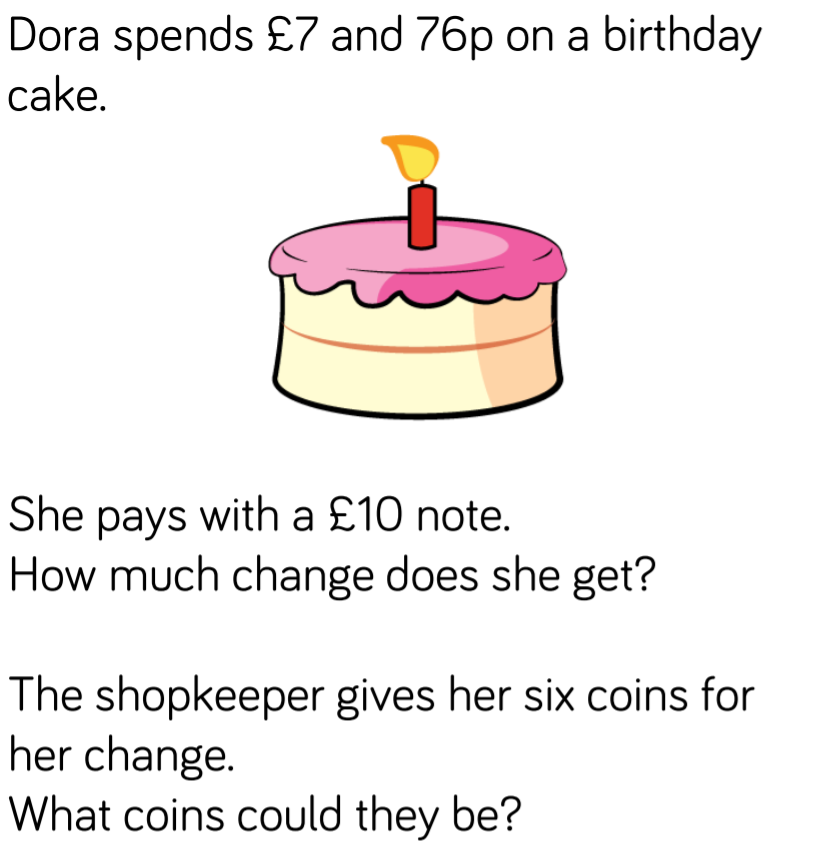 Dora spends £7 and 76p on a birthday
cake.
She pays with a £10 note.
How much change does she get?
The shopkeeper gives her six coins for
her change.
What coins could they be?